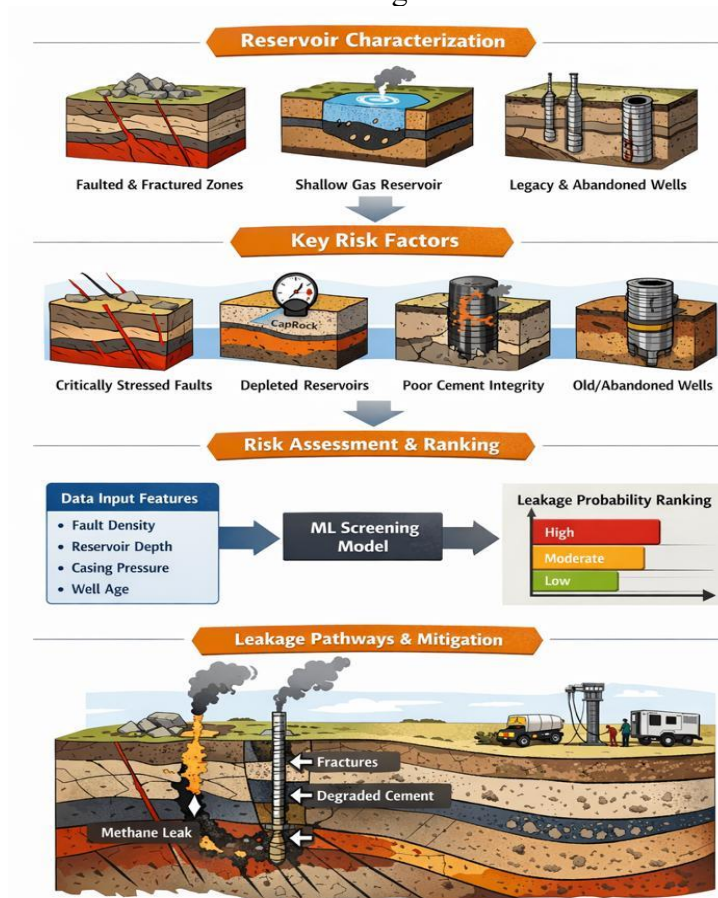 Reservoir Characterization
Faulted & Fractured Zones
Shallow Gas Reservoir
Legacy & Abandoned Wells
Key Risk Factors
CapRock
Critically Stressed Faults
Depleted Reservoirs
Poor Cement Integrity
Old/Abandoned Wells
Risk Assessment & Ranking
Data Input Features
• Fault Density
• Reservoir Depth
• Casing Pressure
• Well Age
ML Screening
Model
Leakage Probability Ranking
High
Moderate
Low
Leakage Pathways & Mitigation
Fractures
Degraded Cement
Methane Leak